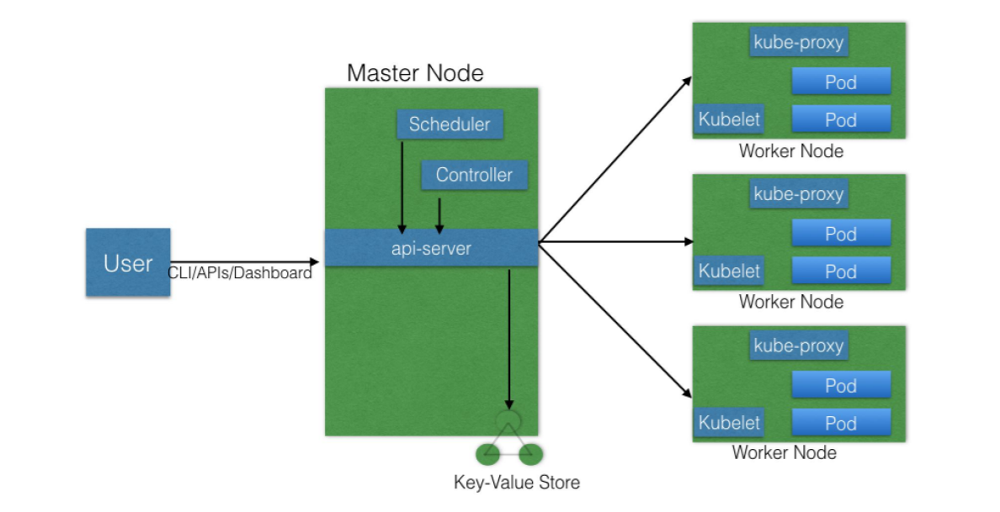 Master Node
Scheduler
Controller
api-server
User
CLI/APIs/Dashboard
Key-Value Store
kube-proxy
Pod
Kubelet
Pod
Worker Node
kube-proxy
Pod
Kubelet
Pod
Worker Node
kube-proxy
Pod
Kubelet
Pod
Worker Node